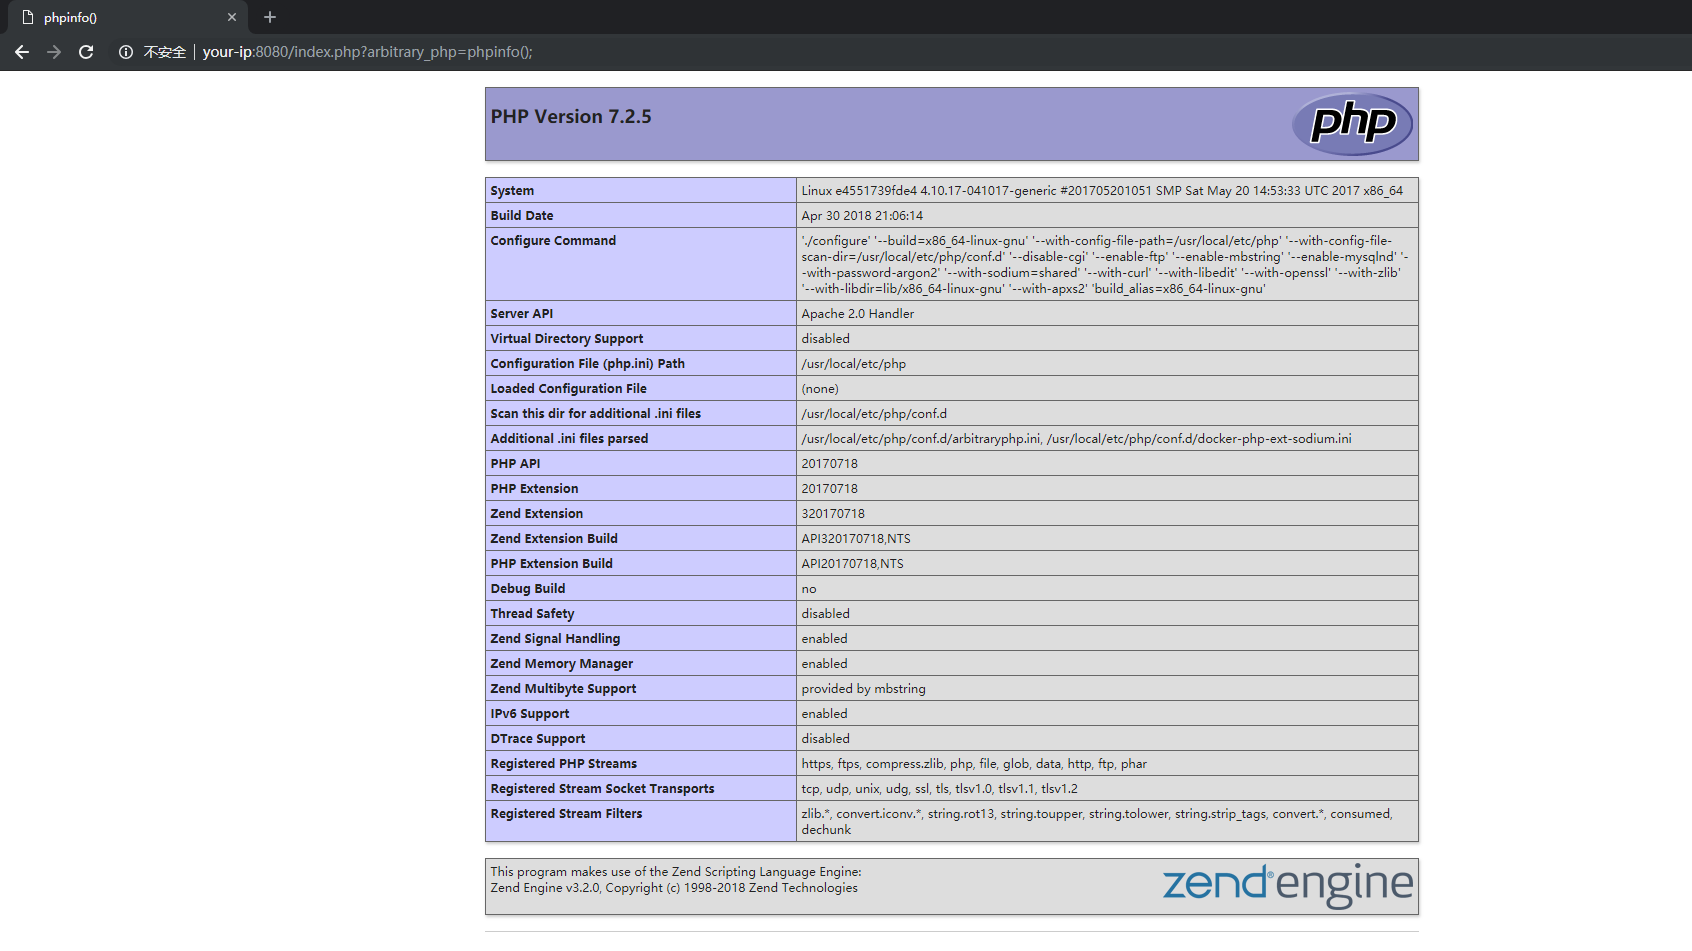 phpinfo()
不安全 | your-ip:8080/index.php?arbitrary_php=phpinfo();
PHP Version 7.2.5
php
System Linux e4551739fde4 4.10.17-041017-generic #201705201051 SMP Sat May 20 14:53:33 UTC 2017 x86_64
Build Date Apr 30 2018 21:06:14
Configure Command './configure' '--build=x86_64-linux-gnu' '--with-config-file-path=/usr/local/etc/php' '--with-config-file-
scan-dir=/usr/local/etc/php/conf.d' '--disable-cgi' '--enable-ftp' '--enable-mbstring' '--enable-mysqlnd' '-
-with-password-argon2' '--with-sodium=shared' '--with-curl' '--with-libedit' '--with-openssl' '--with-zlib'
'--with-libdir=lib/x86_64-linux-gnu' '--with-apxs2' 'build_alias=x86_64-linux-gnu'
Server API Apache 2.0 Handler
Virtual Directory Support disabled
Configuration File (php.ini) Path /usr/local/etc/php
Loaded Configuration File (none)
Scan this dir for additional .ini files /usr/local/etc/php/conf.d
Additional .ini files parsed /usr/local/etc/php/conf.d/arbitraryphp.ini, /usr/local/etc/php/conf.d/docker-php-ext-sodium.ini
PHP API 20170718
PHP Extension 20170718
Zend Extension 320170718
Zend Extension Build API320170718,NTS
PHP Extension Build API20170718,NTS
Debug Build no
Thread Safety disabled
Zend Signal Handling enabled
Zend Memory Manager enabled
Zend Multibyte Support provided by mbstring
IPv6 Support enabled
DTrace Support disabled
Registered PHP Streams https, ftps, compress.zlib, php, file, glob, data, http, ftp, phar
Registered Stream Socket Transports tcp, udp, unix, udg, ssl, tls, tlsv1.0, tlsv1.1, tlsv1.2
Registered Stream Filters zlib.*, convert.iconv.*, string.rot13, string.toupper, string.tolower, string.strip_tags, convert.*, consumed,
dechunk
This program makes use of the Zend Scripting Language Engine:
Zend Engine v3.2.0, Copyright (c) 1998-2018 Zend Technologies
zend® engine